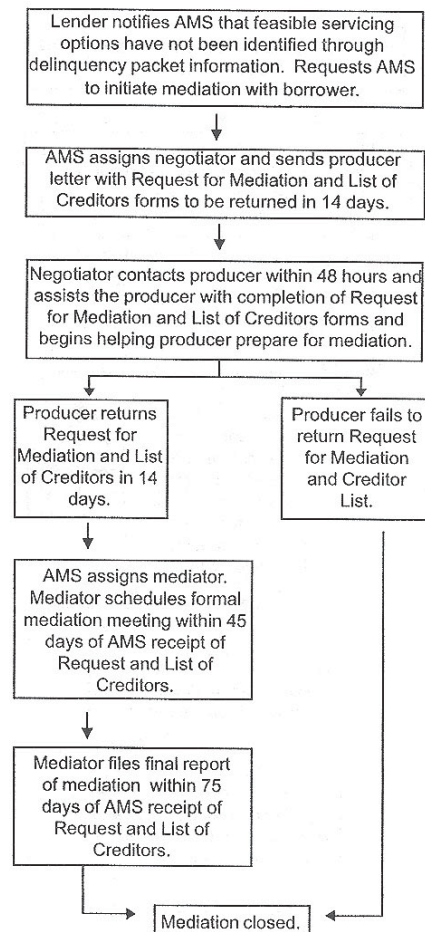 Lender notifies AMS that feasible servicing
options have not been identified through
delinquency packet information.  Requests AMS
to initiate mediation with borrower.
AMS assigns negotiator and sends producer
letter with Request for Mediation and List of
Creditors forms to be returned in 14 days.
Negotiator contacts producer within 48 hours and
assists the producer with completion of Request
for Mediation and List of Creditors forms and
begins helping producer prepare for mediation.
Producer returns
Request for
Mediation and List
of Creditors in 14
days.
Producer fails to
return Request
for Mediation
and Creditor
List.
AMS assigns mediator.
Mediator schedules formal
mediation meeting within 45
days of AMS receipt of
Request and List of
Creditors.
Mediator files final report
of mediation  within 75
days of AMS receipt of
Request and List of
Creditors.
Mediation closed.